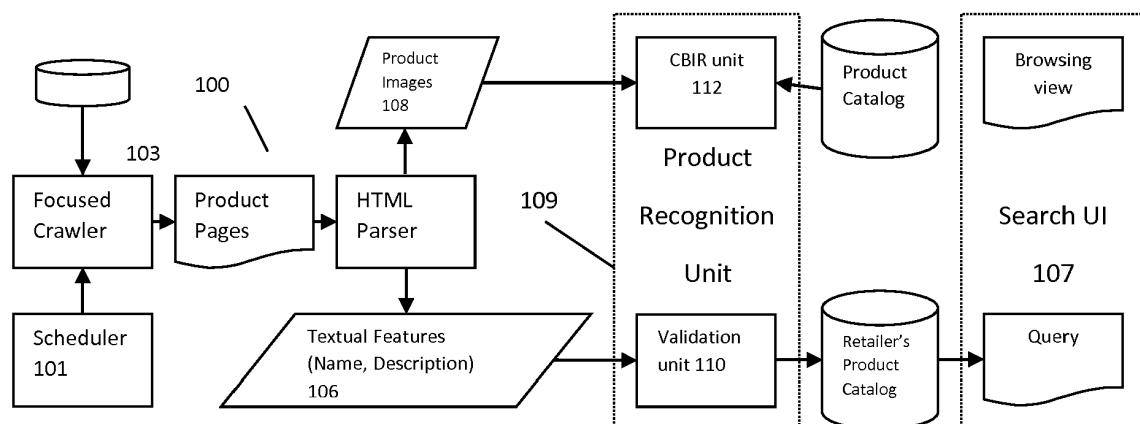 Product
Images
108
CBIR unit
112
Product
Catalog
Browsing
view
100
103
Focused
Crawler
Product
Pages
HTML
Parser
109
Product
Recognition
Unit
Search UI
107
Scheduler
101
Textual Features
(Name, Description)
106
Validation
unit 110
Retailer's
Product
Catalog
Query